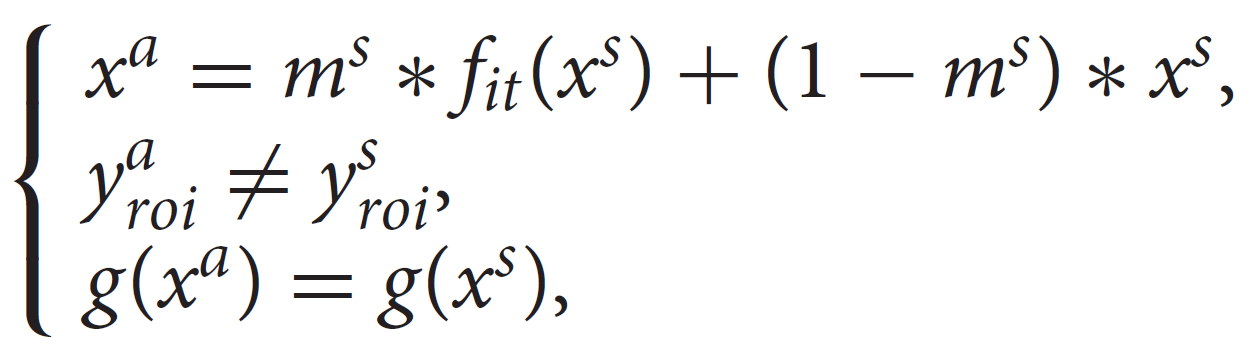 x^a = m^s * f_{it}(x^s) + (1 − m^s) * x^s,
y^a_{roi} ≠ y^s_{roi},
g(x^a) = g(x^s),